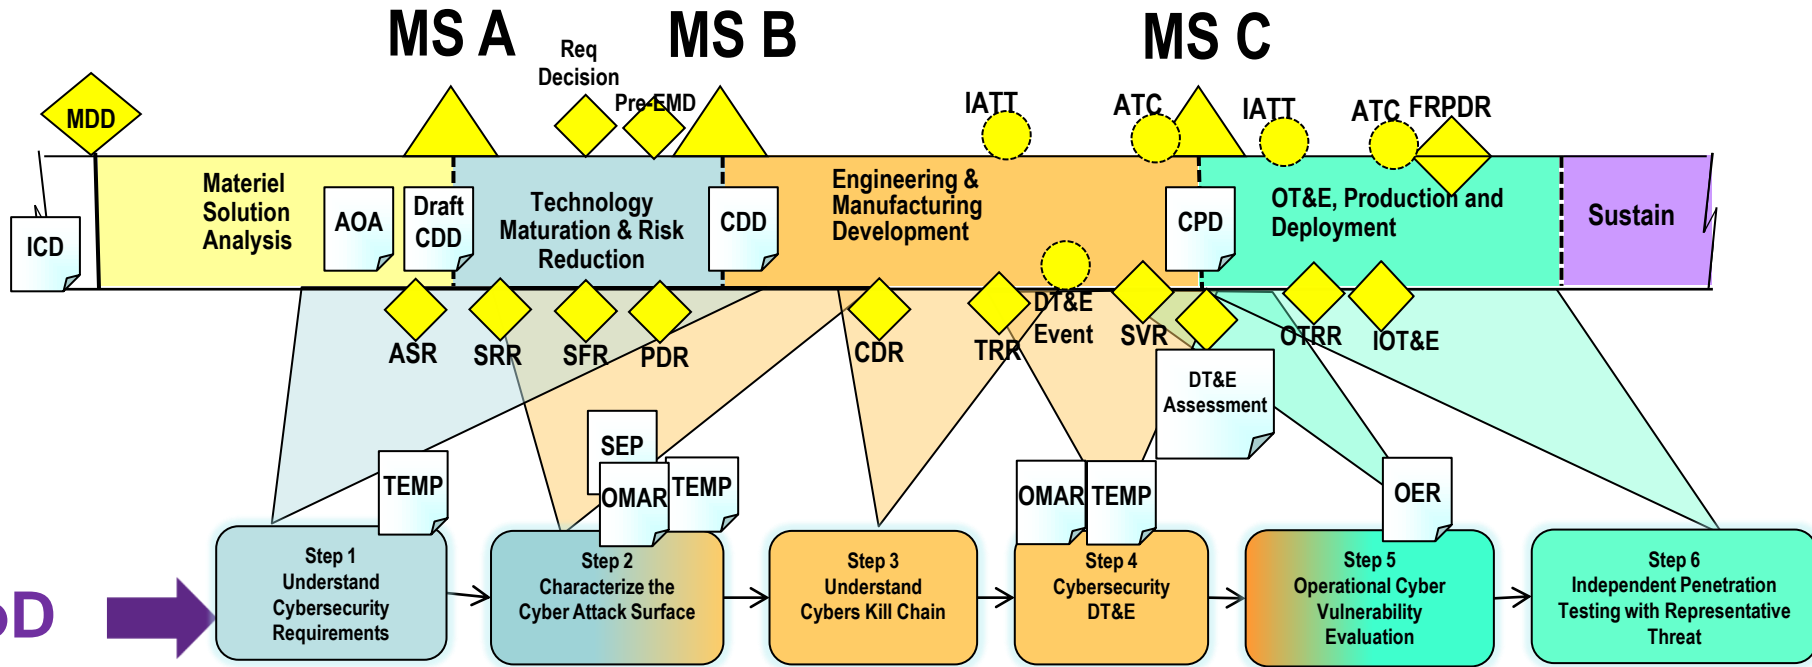 MS A
MS B
MS C
Req
Decision
Pre-EMD
IATT
ATC
IATT
ATC
FRPDR
MDD
Materiel
Solution
Analysis
AOA
Draft
CDD
Technology
Maturation & Risk
Reduction
CDD
Engineering &
Manufacturing
Development
CPD
OT&E, Production and
Deployment
Sustain
ICD
ASR
SRR
SFR
PDR
CDR
TRR
DT&E
Event
SVR
OTRR
IOT&E
DT&E
Assessment
TEMP
SEP
OMAR
TEMP
OMAR
TEMP
OER
Step 1
Understand
Cybersecurity
Requirements
Step 2
Characterize the
Cyber Attack Surface
Step 3
Understand
Cybers Kill Chain
Step 4
Cybersecurity
DT&E
Step 5
Operational Cyber
Vulnerability
Evaluation
Step 6
Independent Penetration
Testing with Representative
Threat
oD